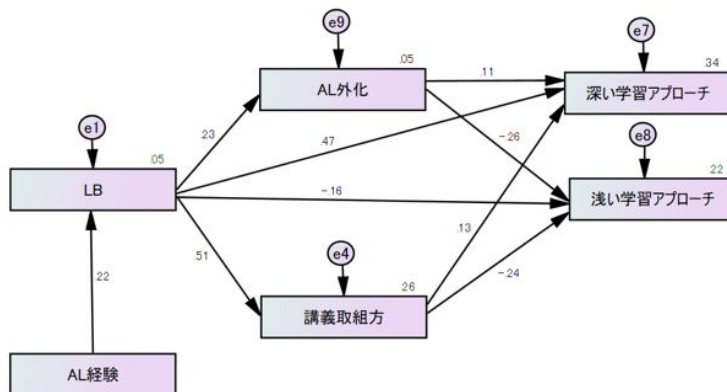 e9
e7
.05
.34
AL外化
.11
深い学習アプローチ
e1
.23
.47
-.26
e8
.05
.22
LB
-.16
浅い学習アプローチ
.51
e4
.13
-.24
.26
.22
講義取組方
AL経験